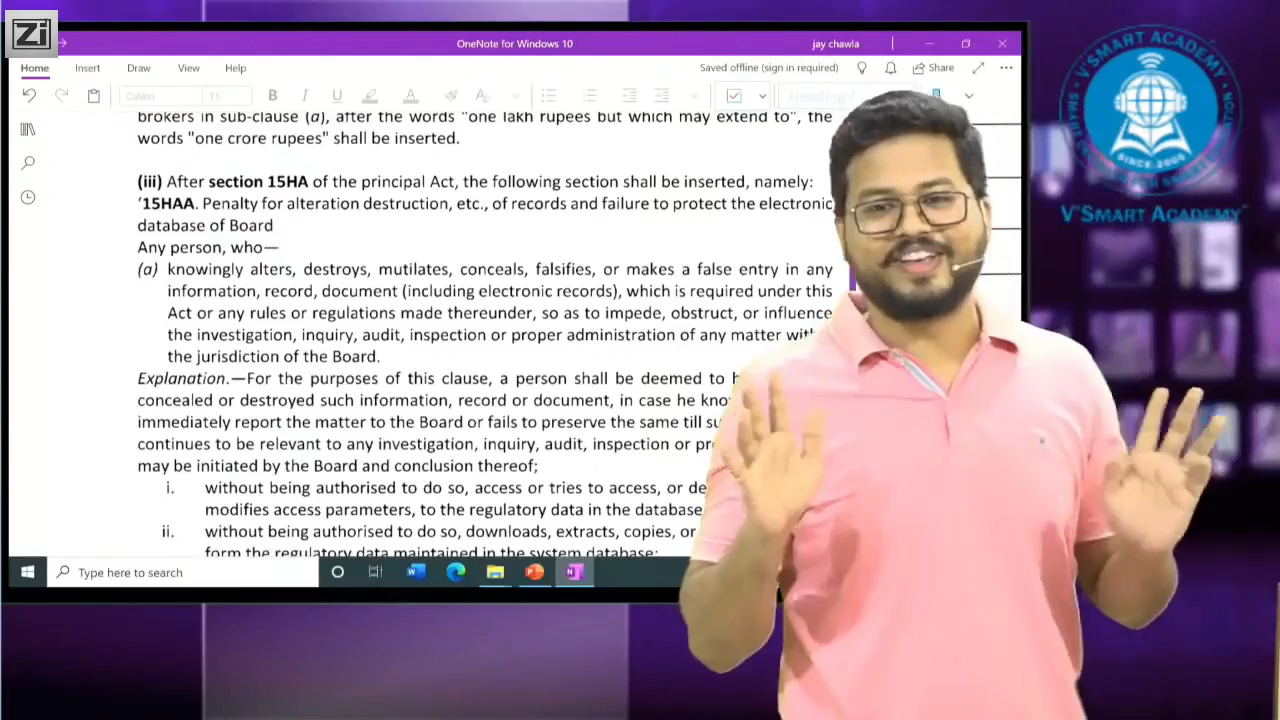 Zi
OneNote for Windows 10
jay chawla
Home Insert Draw View Help
Saved offline (sign in required)
Share
Calibri 11 B I U A
brokers in sub-clause (a), after the words "one lakh rupees but which may extend to", the
words "one crore rupees" shall be inserted.
(iii) After section 15HA of the principal Act, the following section shall be inserted, namely:
'15HAA. Penalty for alteration destruction, etc., of records and failure to protect the electronic
database of Board
Any person, who—
(a) knowingly alters, destroys, mutilates, conceals, falsifies, or makes a false entry in any
information, record, document (including electronic records), which is required under this
Act or any rules or regulations made thereunder, so as to impede, obstruct, or influence
the investigation, inquiry, audit, inspection or proper administration of any matter
the jurisdiction of the Board.
Explanation.—For the purposes of this clause, a person shall be deemed to
concealed or destroyed such information, record or document, in case he
immediately report the matter to the Board or fails to preserve the same till
continues to be relevant to any investigation, inquiry, audit, inspection or
may be initiated by the Board and conclusion thereof;
i. without being authorised to do so, access or tries to access, or
modifies access parameters, to the regulatory data in the database
ii. without being authorised to do so, downloads, extracts, copies, or
form the regulatory data maintained in the system database;
Type here to search
V'SMART ACADEMY
SINCE 2005
V'SMART ACADEMY